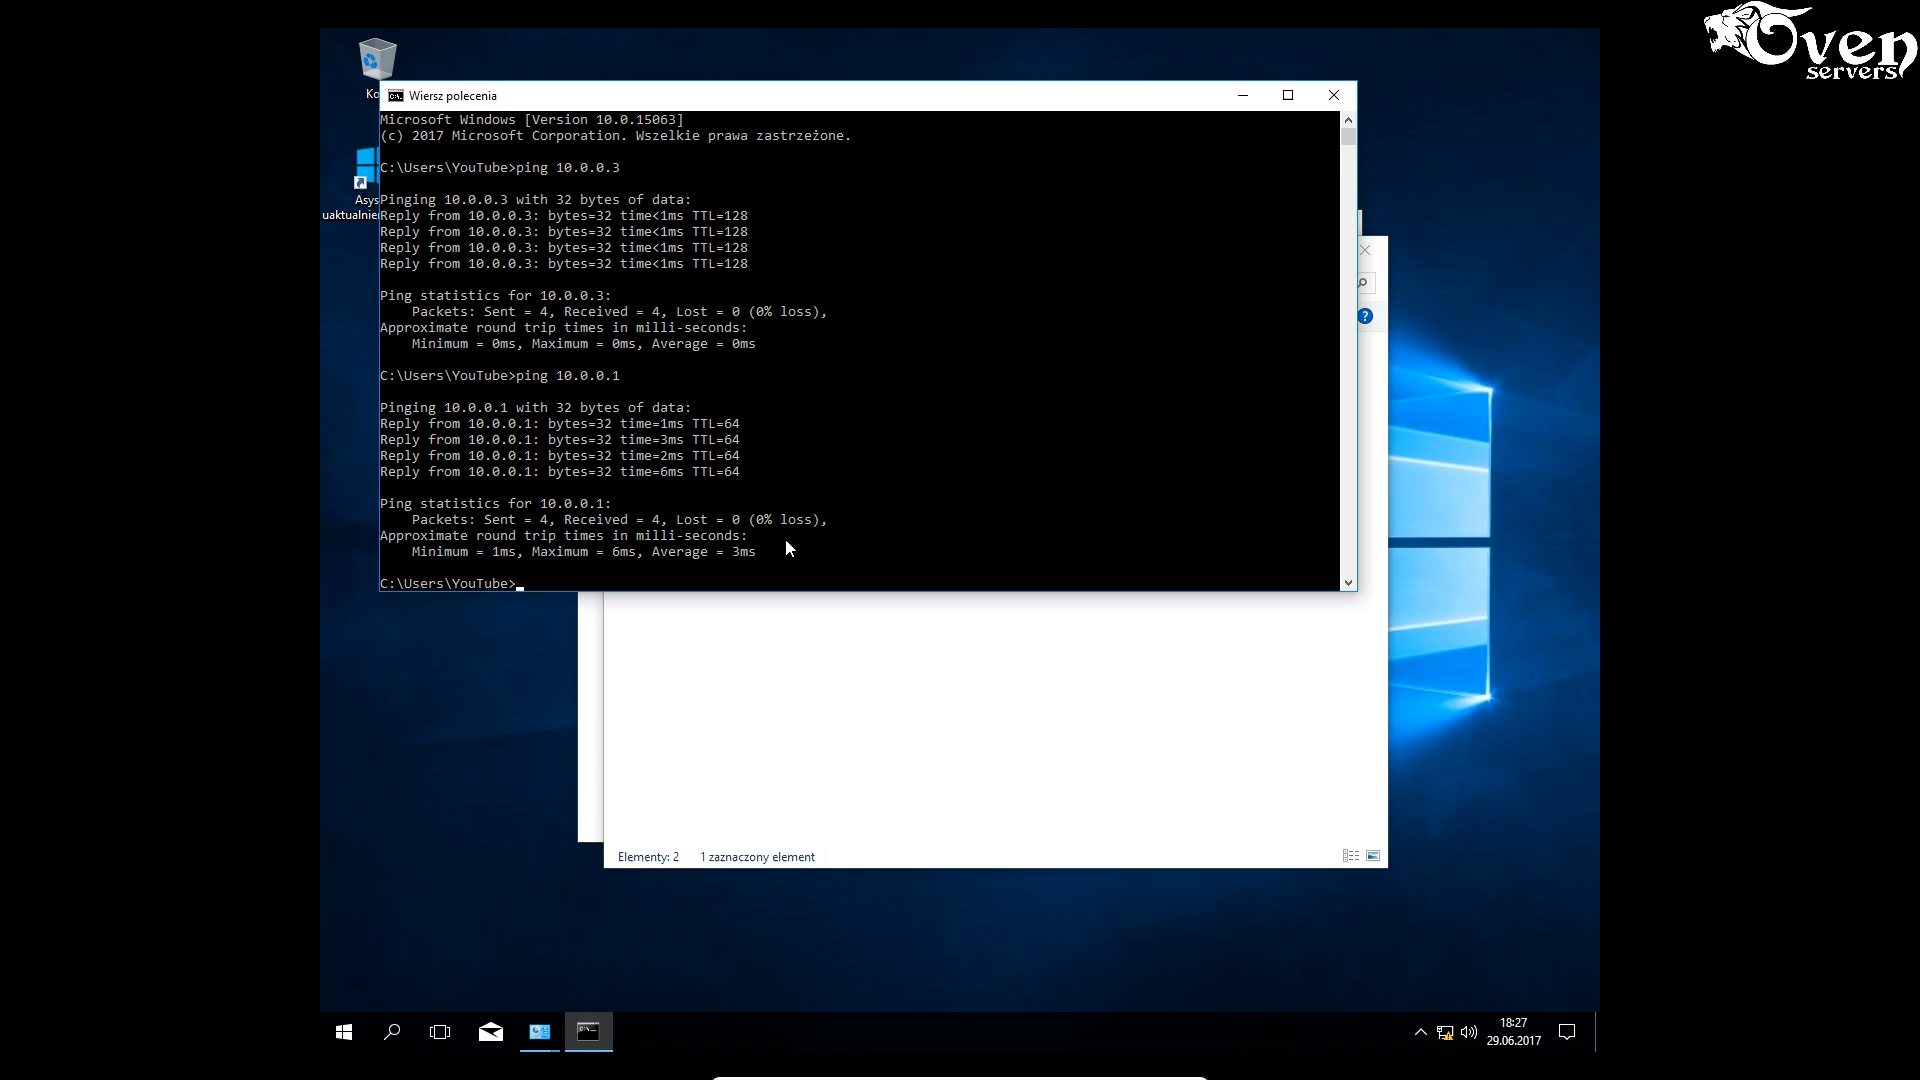 Oven
servers
Ko
Wiersz polecenia
Microsoft Windows [Version 10.0.15063]
(c) 2017 Microsoft Corporation. Wszelkie prawa zastrzeżone.
C:\Users\YouTube>ping 10.0.0.3
Asys
uaktualnie
Pinging 10.0.0.3 with 32 bytes of data:
Reply from 10.0.0.3: bytes=32 time<1ms TTL=128
Reply from 10.0.0.3: bytes=32 time<1ms TTL=128
Reply from 10.0.0.3: bytes=32 time<1ms TTL=128
Reply from 10.0.0.3: bytes=32 time<1ms TTL=128
Ping statistics for 10.0.0.3:
Packets: Sent = 4, Received = 4, Lost = 0 (0% loss),
Approximate round trip times in milli-seconds:
Minimum = 0ms, Maximum = 0ms, Average = 0ms
C:\Users\YouTube>ping 10.0.0.1
Pinging 10.0.0.1 with 32 bytes of data:
Reply from 10.0.0.1: bytes=32 time=1ms TTL=64
Reply from 10.0.0.1: bytes=32 time=3ms TTL=64
Reply from 10.0.0.1: bytes=32 time=2ms TTL=64
Reply from 10.0.0.1: bytes=32 time=6ms TTL=64
Ping statistics for 10.0.0.1:
Packets: Sent = 4, Received = 4, Lost = 0 (0% loss),
Approximate round trip times in milli-seconds:
Minimum = 1ms, Maximum = 6ms, Average = 3ms
C:\Users\YouTube>
Elementy: 2 1 zaznaczony element
18:27
29.06.2017